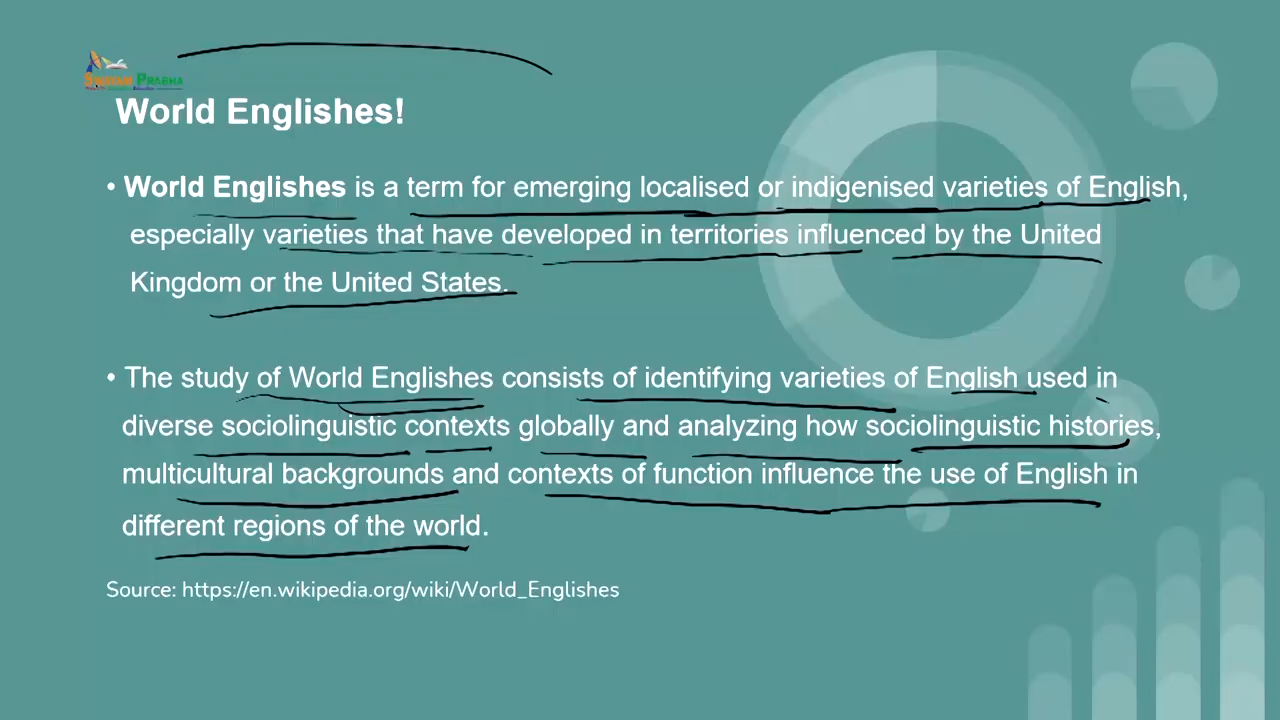 SWAYAM PRABHA
World Englishes!
• World Englishes is a term for emerging localised or indigenised varieties of English,
especially varieties that have developed in territories influenced by the United
Kingdom or the United States.
• The study of World Englishes consists of identifying varieties of English used in
diverse sociolinguistic contexts globally and analyzing how sociolinguistic histories,
multicultural backgrounds and contexts of function influence the use of English in
different regions of the world.
Source: https://en.wikipedia.org/wiki/World_Englishes